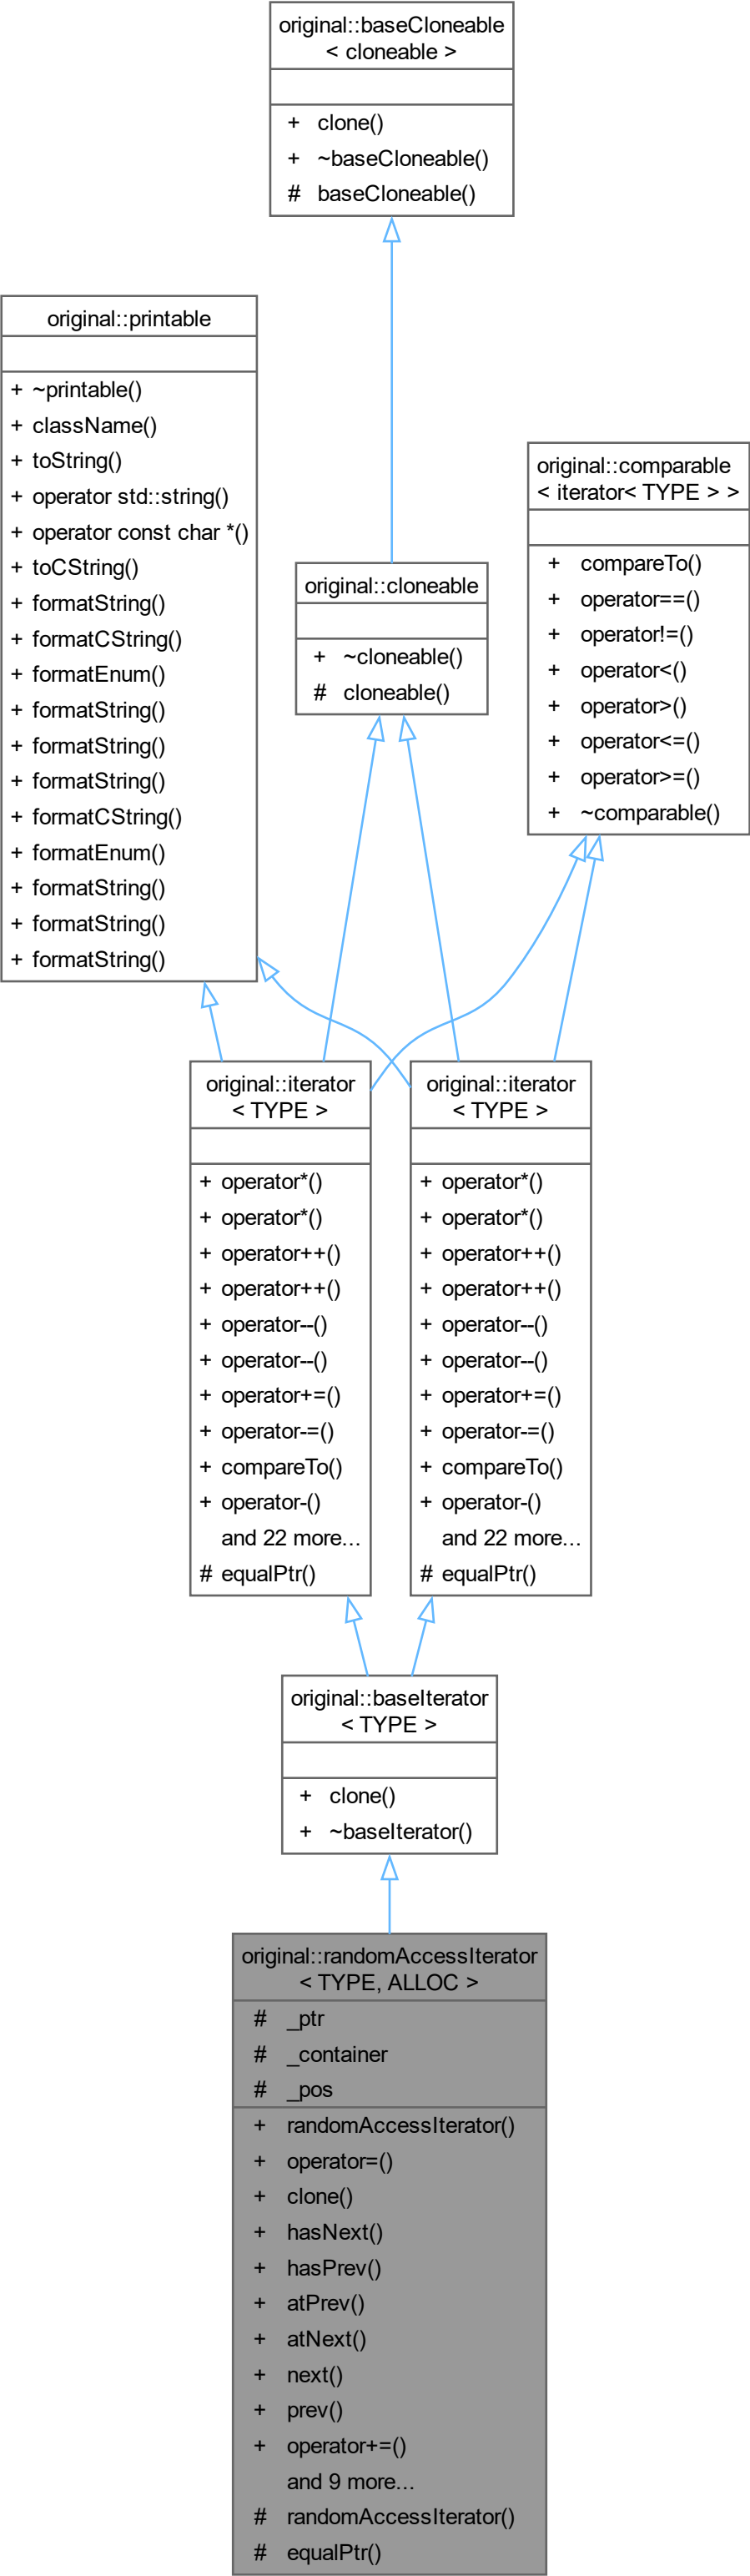 original::baseCloneable
< cloneable >
+ clone()
+ ~baseCloneable()
# baseCloneable()
original::printable
+ ~printable()
+ className()
+ toString()
+ operator std::string()
+ operator const char *()
+ toCString()
+ formatString()
+ formatCString()
+ formatEnum()
+ formatString()
+ formatString()
+ formatString()
+ formatCString()
+ formatEnum()
+ formatString()
+ formatString()
+ formatString()
original::cloneable
+ ~cloneable()
# cloneable()
original::comparable
< iterator< TYPE > >
+ compareTo()
+ operator==()
+ operator!=()
+ operator<()
+ operator>()
+ operator<=()
+ operator>=()
+ ~comparable()
original::iterator
< TYPE >
+ operator*()
+ operator*()
+ operator++()
+ operator++()
+ operator--()
+ operator--()
+ operator+=()
+ operator-=()
+ compareTo()
+ operator-()
and 22 more...
# equalPtr()
original::iterator
< TYPE >
+ operator*()
+ operator*()
+ operator++()
+ operator++()
+ operator--()
+ operator--()
+ operator+=()
+ operator-=()
+ compareTo()
+ operator-()
and 22 more...
# equalPtr()
original::baseIterator
< TYPE >
+ clone()
+ ~baseIterator()
original::randomAccessIterator
< TYPE, ALLOC >
# _ptr
# _container
# _pos
+ randomAccessIterator()
+ operator=()
+ clone()
+ hasNext()
+ hasPrev()
+ atPrev()
+ atNext()
+ next()
+ prev()
+ operator+=()
and 9 more...
# randomAccessIterator()
# equalPtr()